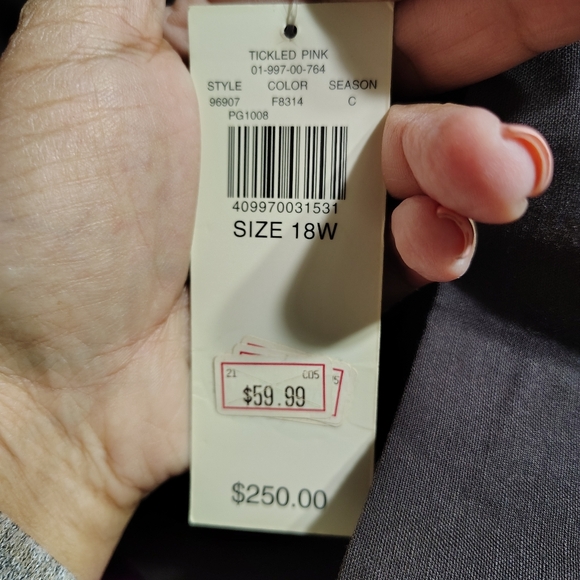 TICKLED PINK
01-997-00-764
STYLE COLOR SEASON
96907 F8314 C
PG1008
409970031531
SIZE 18W
21 C05
5
$59.99
$250.00